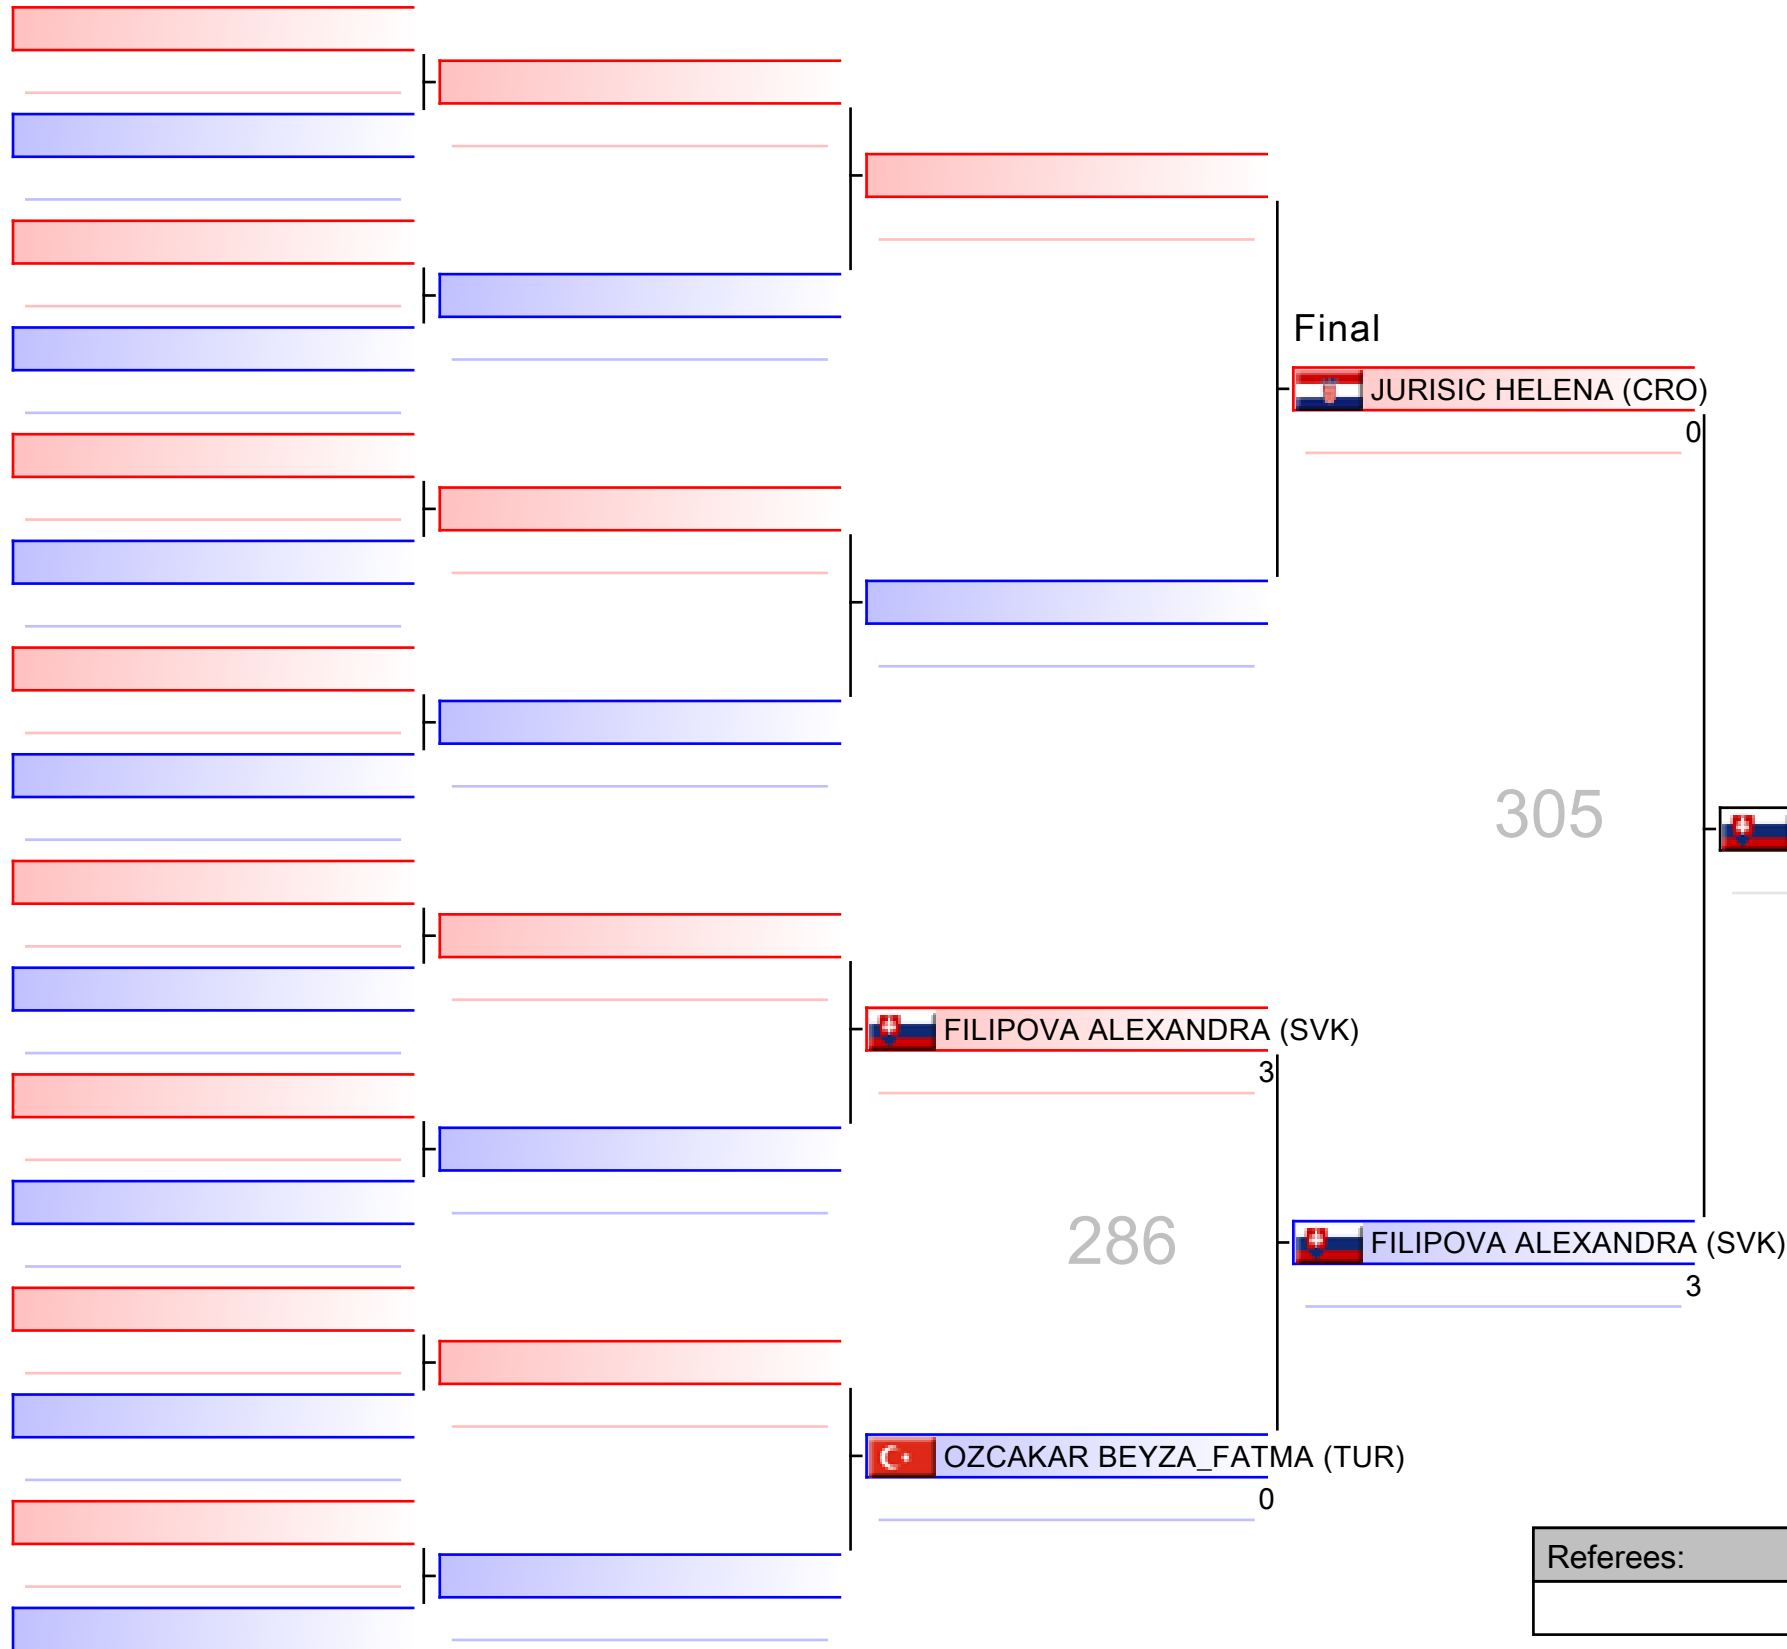 Final
JURISIC HELENA (CRO)
0
305
FILIPOVA ALEXANDRA (SVK)
3
286
FILIPOVA ALEXANDRA (SVK)
3
OZCAKAR BEYZA_FATMA (TUR)
0
Referees: